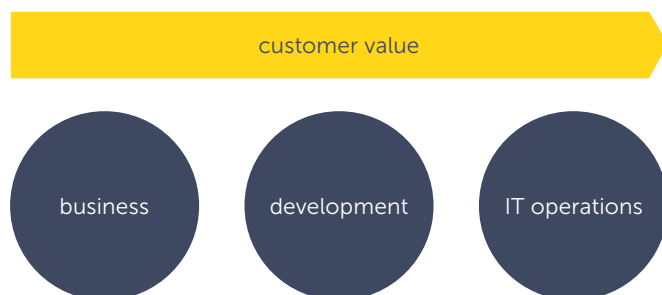 customer value
business
development
IT operations